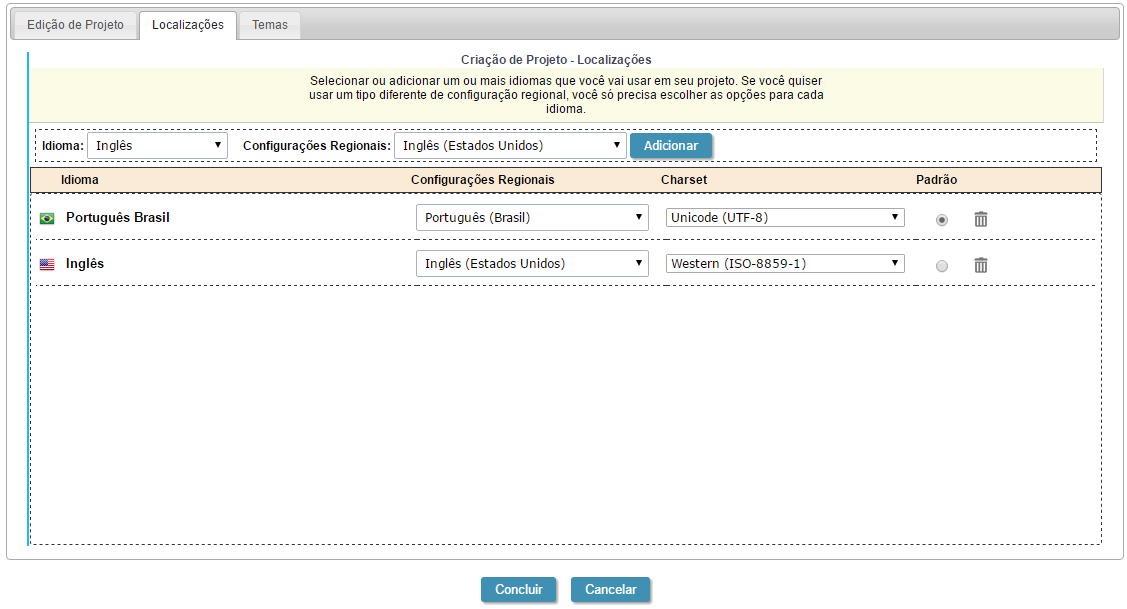 Edição de Projeto Localizações Temas
Criação de Projeto - Localizações
Selecionar ou adicionar um ou mais idiomas que você vai usar em seu projeto. Se você quiser
usar um tipo diferente de configuração regional, você só precisa escolher as opções para cada
idioma.
Idioma: Inglês Configurações Regionais: Inglês (Estados Unidos) Adicionar
Idioma Configurações Regionais Charset Padrão
Português Brasil Português (Brasil) Unicode (UTF-8)
Inglês Inglês (Estados Unidos) Western (ISO-8859-1)
Concluir Cancelar